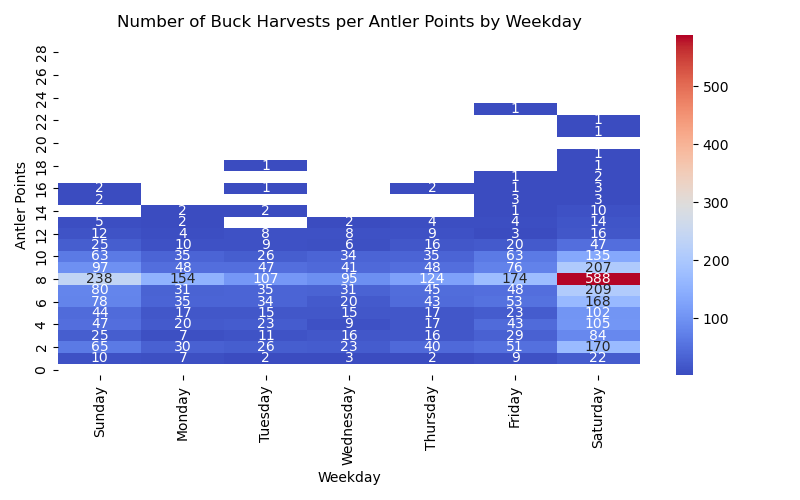 Number of Buck Harvests per Antler Points by Weekday
Antler Points
28
26
24
1
22 1
1
20
1
18 1 1
1 2
16 2 1 2 1 3
2 3 3
14 2 2 1 10
5 2 2 4 4 14
12 12 4 8 8 9 3 16
25 10 9 6 16 20 47
10 63 35 26 34 35 63 135
97 48 47 41 48 76 207
8 238 154 107 95 124 174 588
80 31 35 31 45 48 209
6 78 35 34 20 43 53 168
44 17 15 15 17 23 102
4 47 20 23 9 17 43 105
25 7 11 16 16 29 84
2 65 30 26 23 40 51 170
10 7 2 3 2 9 22
0
Sunday Monday Tuesday Wednesday Thursday Friday Saturday
Weekday
500
400
300
200
100